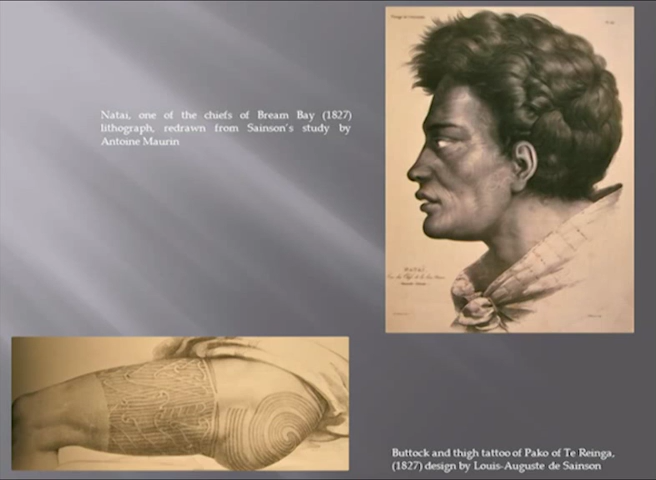 Natai, one of the chiefs of Bream Bay (1827)
lithograph, redrawn from Sainson's study by
Antoine Maurin
NATAI
Buttock and thigh tattoo of Pako of Te Reinga,
(1827) design by Louis-Auguste de Sainson